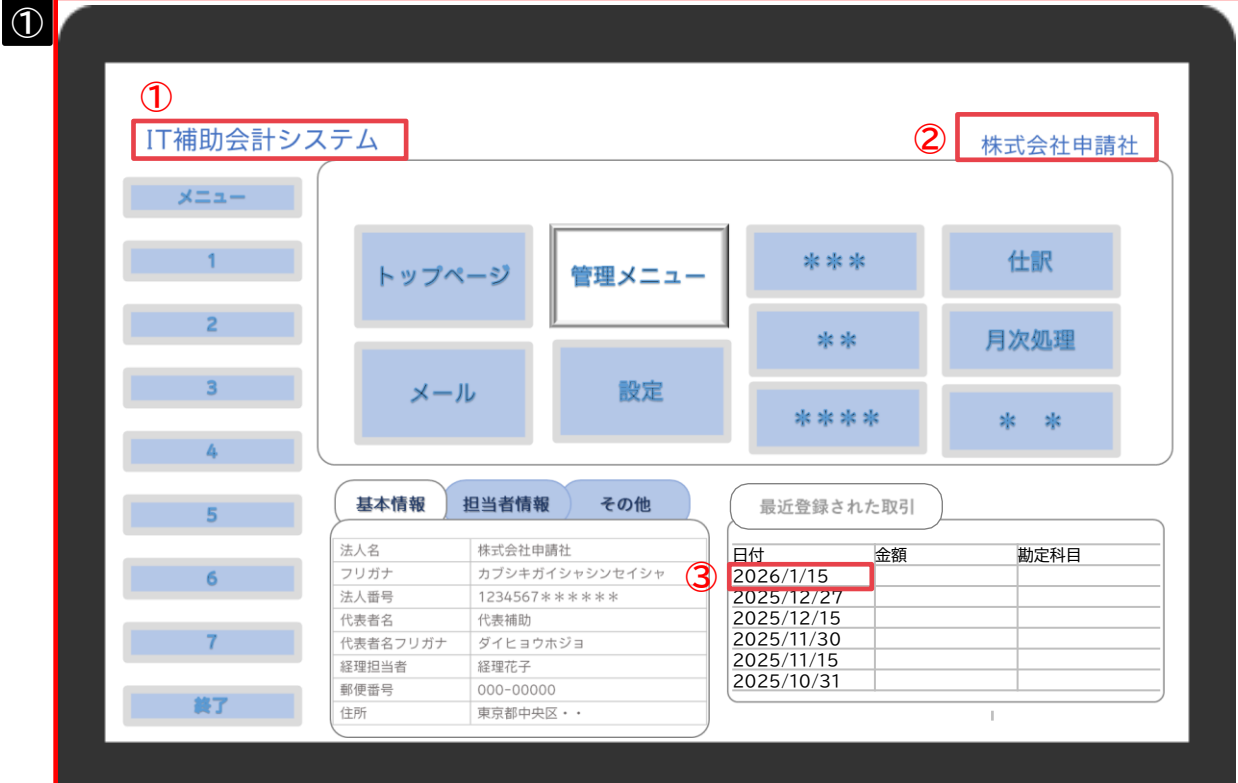 ①
①
IT補助会計システム
②
株式会社申請社
メニュー
1
2
3
4
5
6
7
終了
トップページ
管理メニュー
＊＊＊
仕訳
＊＊
月次処理
メール
設定
＊＊＊＊
＊　＊
基本情報 担当者情報 その他
法人名 株式会社申請社
フリガナ カブシキガイシャシンセイシャ
法人番号 1234567＊＊＊＊＊＊
代表者名 代表補助
代表者名フリガナ ダイヒョウホジョ
経理担当者 経理花子
郵便番号 000-00000
住所 東京都中央区・・
最近登録された取引
日付 金額 勘定科目
③
2026/1/15
2025/12/27
2025/12/15
2025/11/30
2025/11/15
2025/10/31